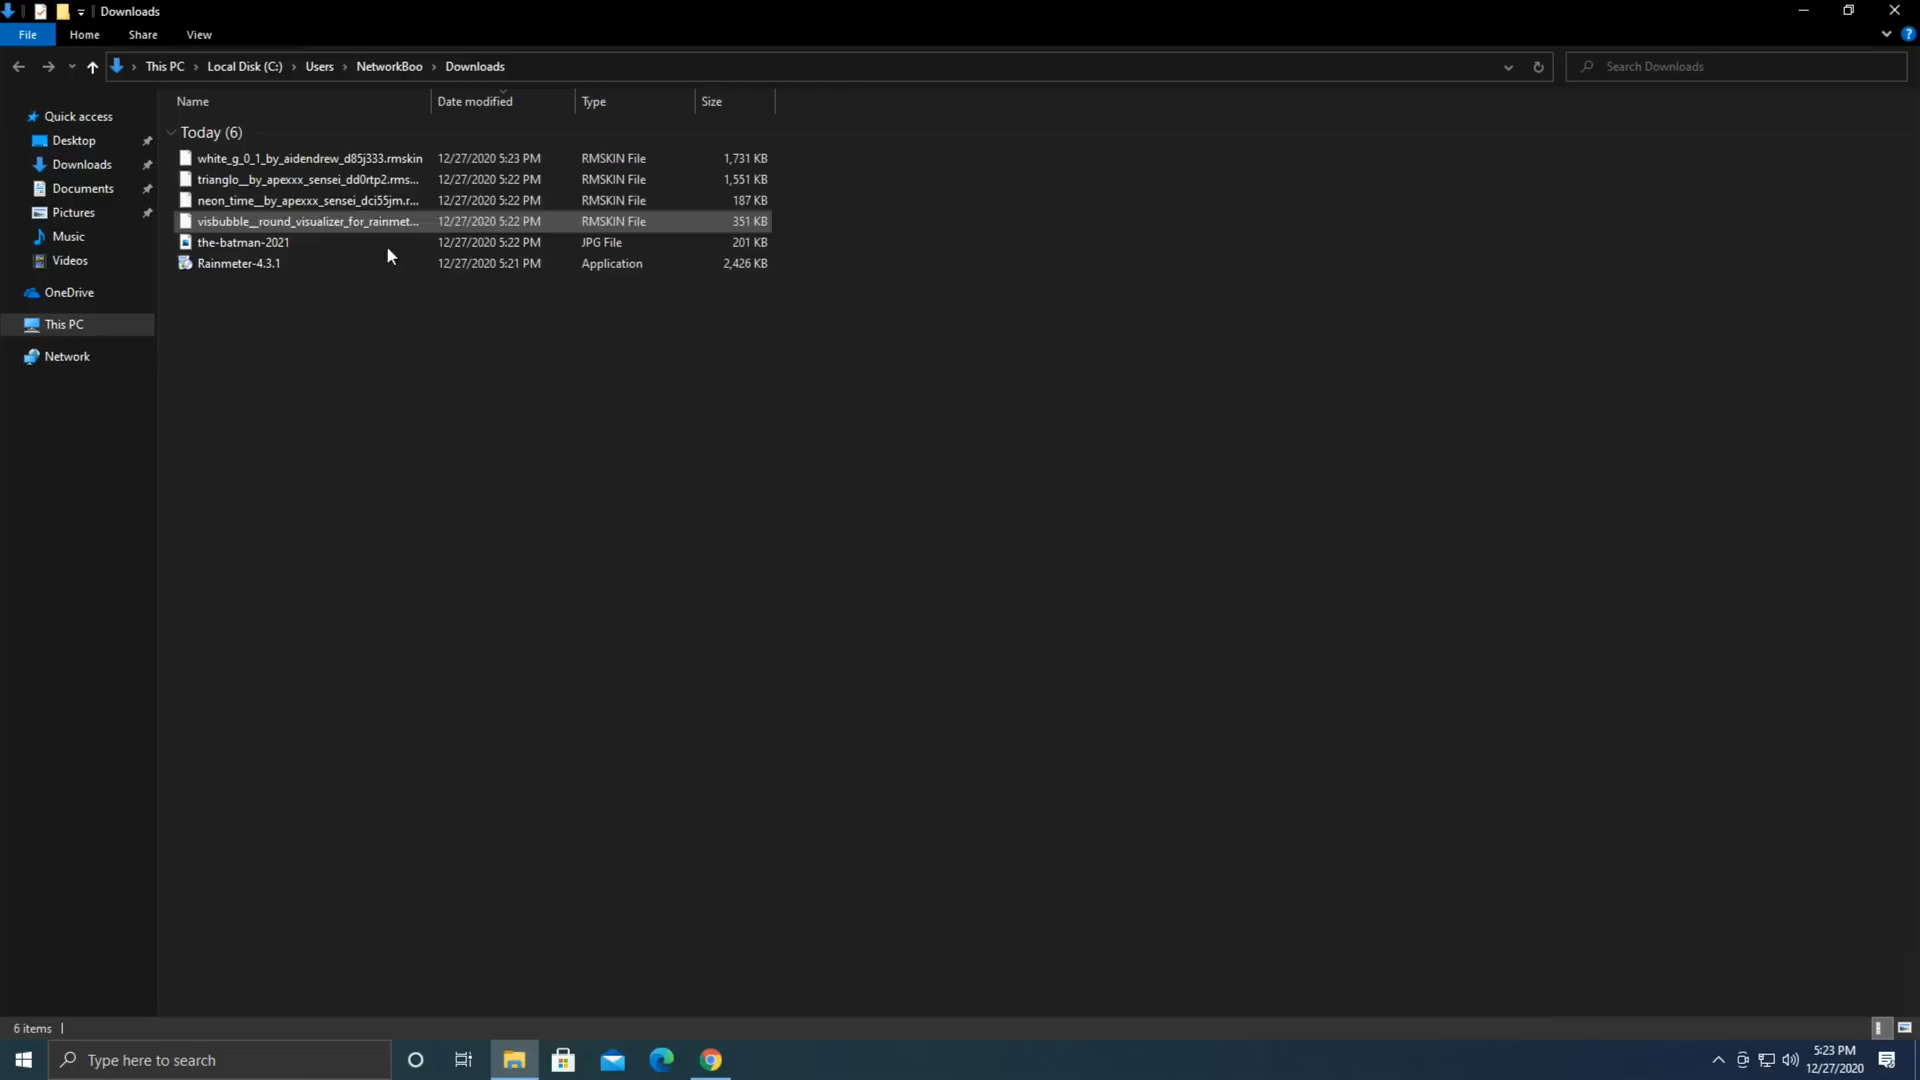 Downloads
File Home Share View
This PC Local Disk (C:) Users NetworkBoo Downloads Search Downloads
Name Date modified Type Size
Quick access
Desktop
Downloads
Documents
Pictures
Music
Videos
OneDrive
This PC
Network
Today (6)
white_g_0_1_by_aidendrew_d85j333.rmskin 12/27/2020 5:23 PM RMSKIN File 1,731 KB
trianglo__by_apexxx_sensei_dd0rtp2.rms... 12/27/2020 5:22 PM RMSKIN File 1,551 KB
neon_time__by_apexxx_sensei_dci55jm.r... 12/27/2020 5:22 PM RMSKIN File 187 KB
visbubble__round_visualizer_for_rainmet... 12/27/2020 5:22 PM RMSKIN File 351 KB
the-batman-2021 12/27/2020 5:22 PM JPG File 201 KB
Rainmeter-4.3.1 12/27/2020 5:21 PM Application 2,426 KB
6 items
Type here to search
5:23 PM
12/27/2020